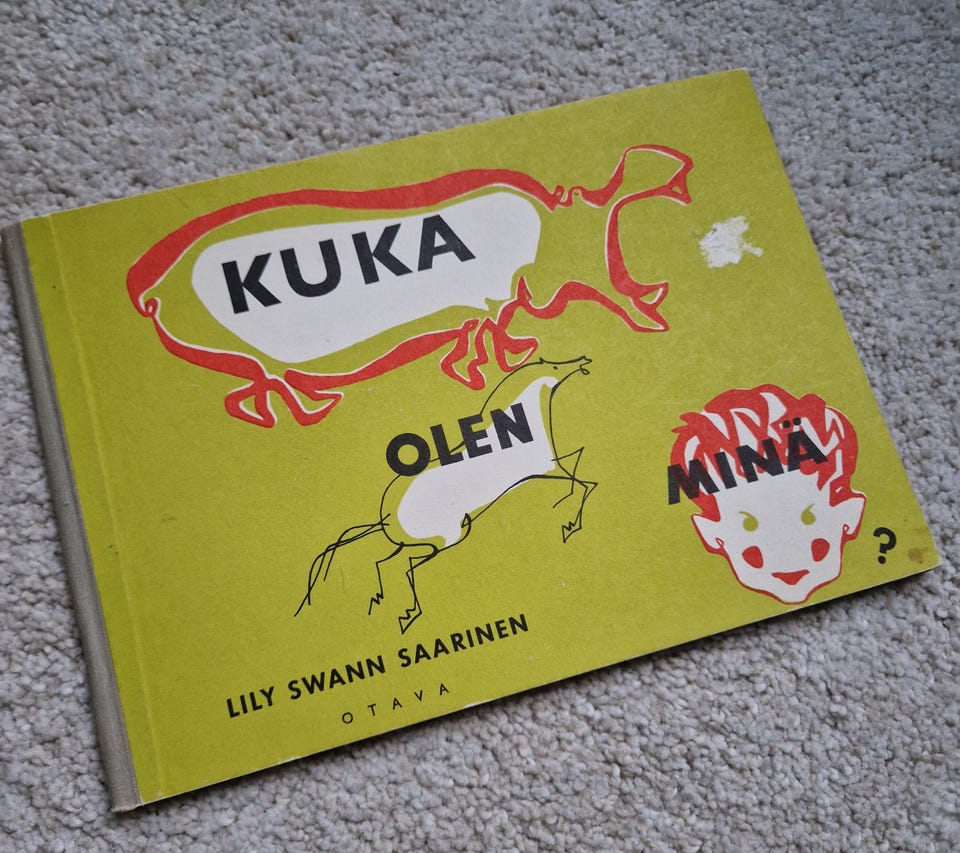 KUKA
OLEN
MINÄ
?
LILY SWANN SAARINEN
OTAVA